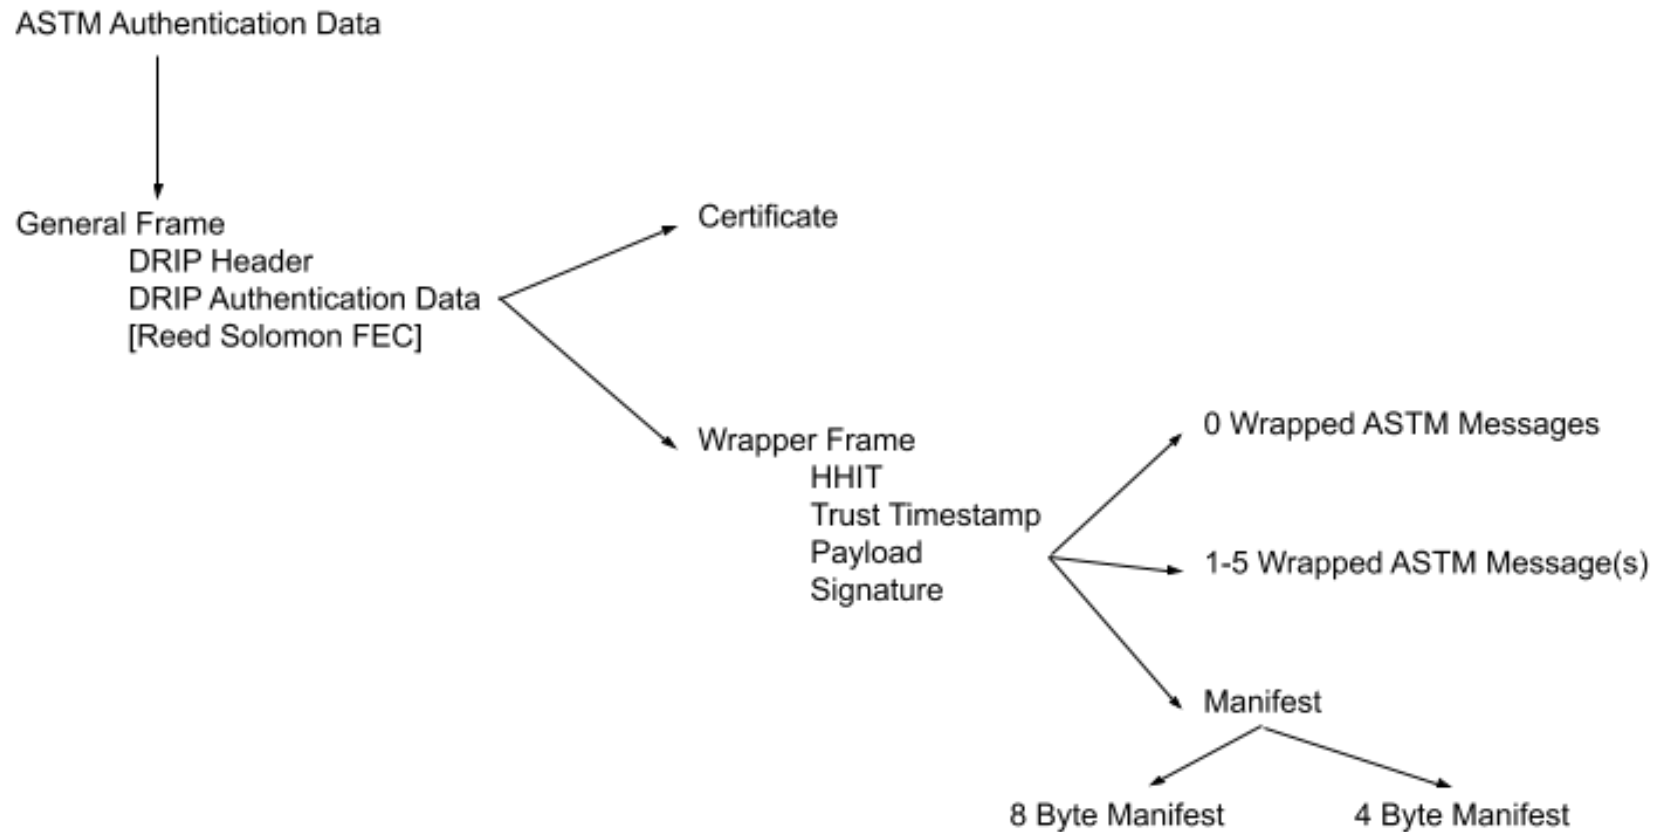 ASTM Authentication Data
General Frame
DRIP Header
DRIP Authentication Data
[Reed Solomon FEC]
Certificate
Wrapper Frame
HHIT
Trust Timestamp
Payload
Signature
0 Wrapped ASTM Messages
1-5 Wrapped ASTM Message(s)
Manifest
8 Byte Manifest
4 Byte Manifest